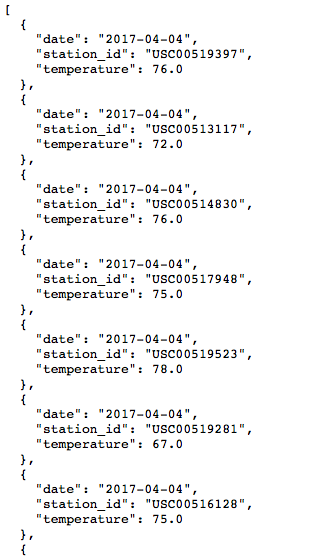 [
  {
    "date": "2017-04-04",
    "station_id": "USC00519397",
    "temperature": 76.0
  },
  {
    "date": "2017-04-04",
    "station_id": "USC00513117",
    "temperature": 72.0
  },
  {
    "date": "2017-04-04",
    "station_id": "USC00514830",
    "temperature": 76.0
  },
  {
    "date": "2017-04-04",
    "station_id": "USC00517948",
    "temperature": 75.0
  },
  {
    "date": "2017-04-04",
    "station_id": "USC00519523",
    "temperature": 78.0
  },
  {
    "date": "2017-04-04",
    "station_id": "USC00519281",
    "temperature": 67.0
  },
  {
    "date": "2017-04-04",
    "station_id": "USC00516128",
    "temperature": 75.0
  },
  {